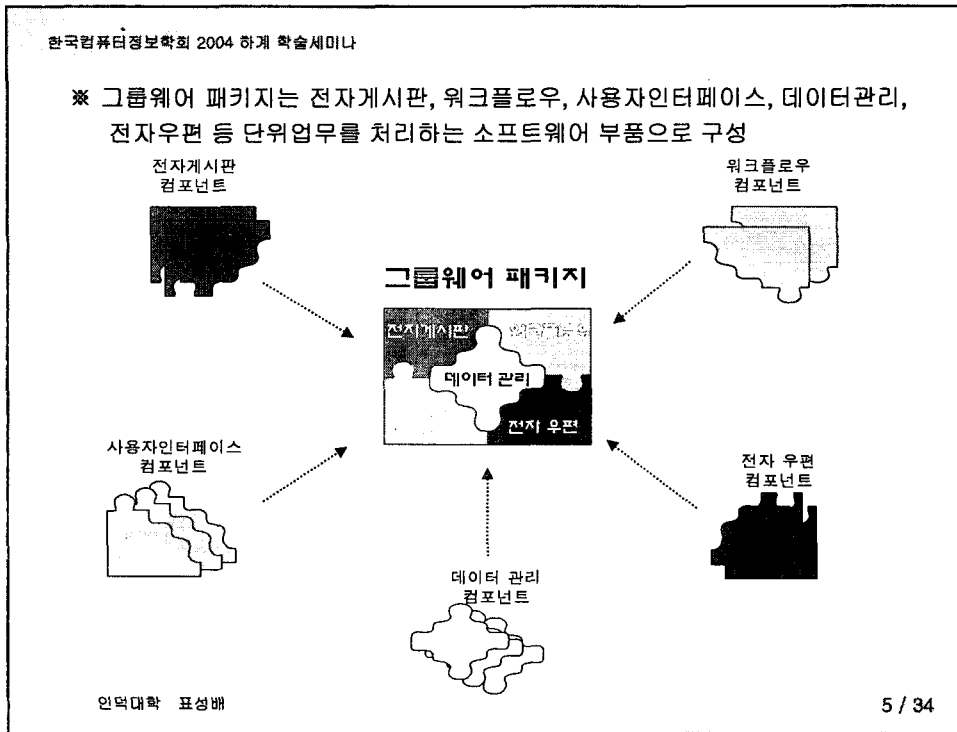 한국컴퓨터정보학회 2004 하계 학술세미나
※ 그룹웨어 패키지는 전자게시판, 워크플로우, 사용자인터페이스, 데이터관리,
전자우편 등 단위업무를 처리하는 소프트웨어 부품으로 구성
전자게시판
컴포넌트
워크플로우
컴포넌트
그룹웨어 패키지
전자게시판
데이터 관리
전자 우편
사용자인터페이스
컴포넌트
전자 우편
컴포넌트
데이터 관리
컴포넌트
인덕대학 표성배
5 / 34